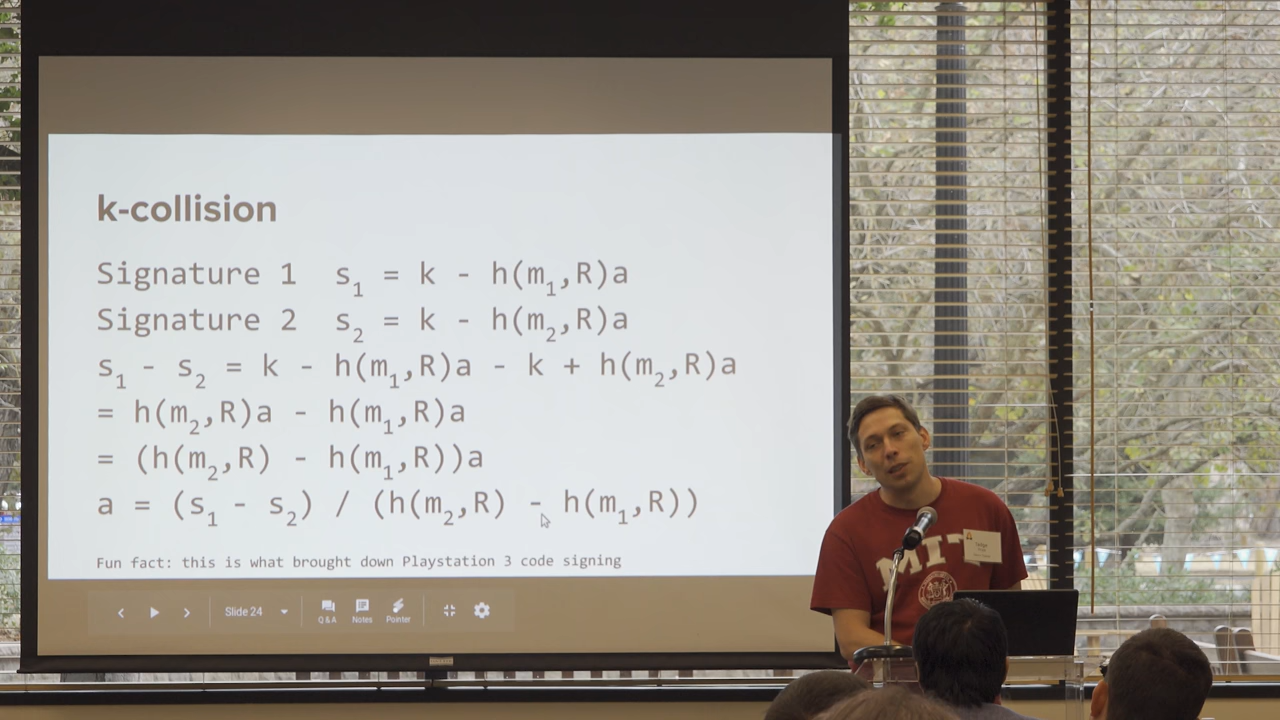 k-collision
Signature 1 s₁ = k - h(m₁,R)a
Signature 2 s₂ = k - h(m₂,R)a
s₁ - s₂ = k - h(m₁,R)a - k + h(m₂,R)a
= h(m₂,R)a - h(m₁,R)a
= (h(m₂,R) - h(m₁,R))a
a = (s₁ - s₂) / (h(m₂,R) - h(m₁,R))
Fun fact: this is what brought down Playstation 3 code signing
Slide 24
Q & A Notes Pointer
MIT